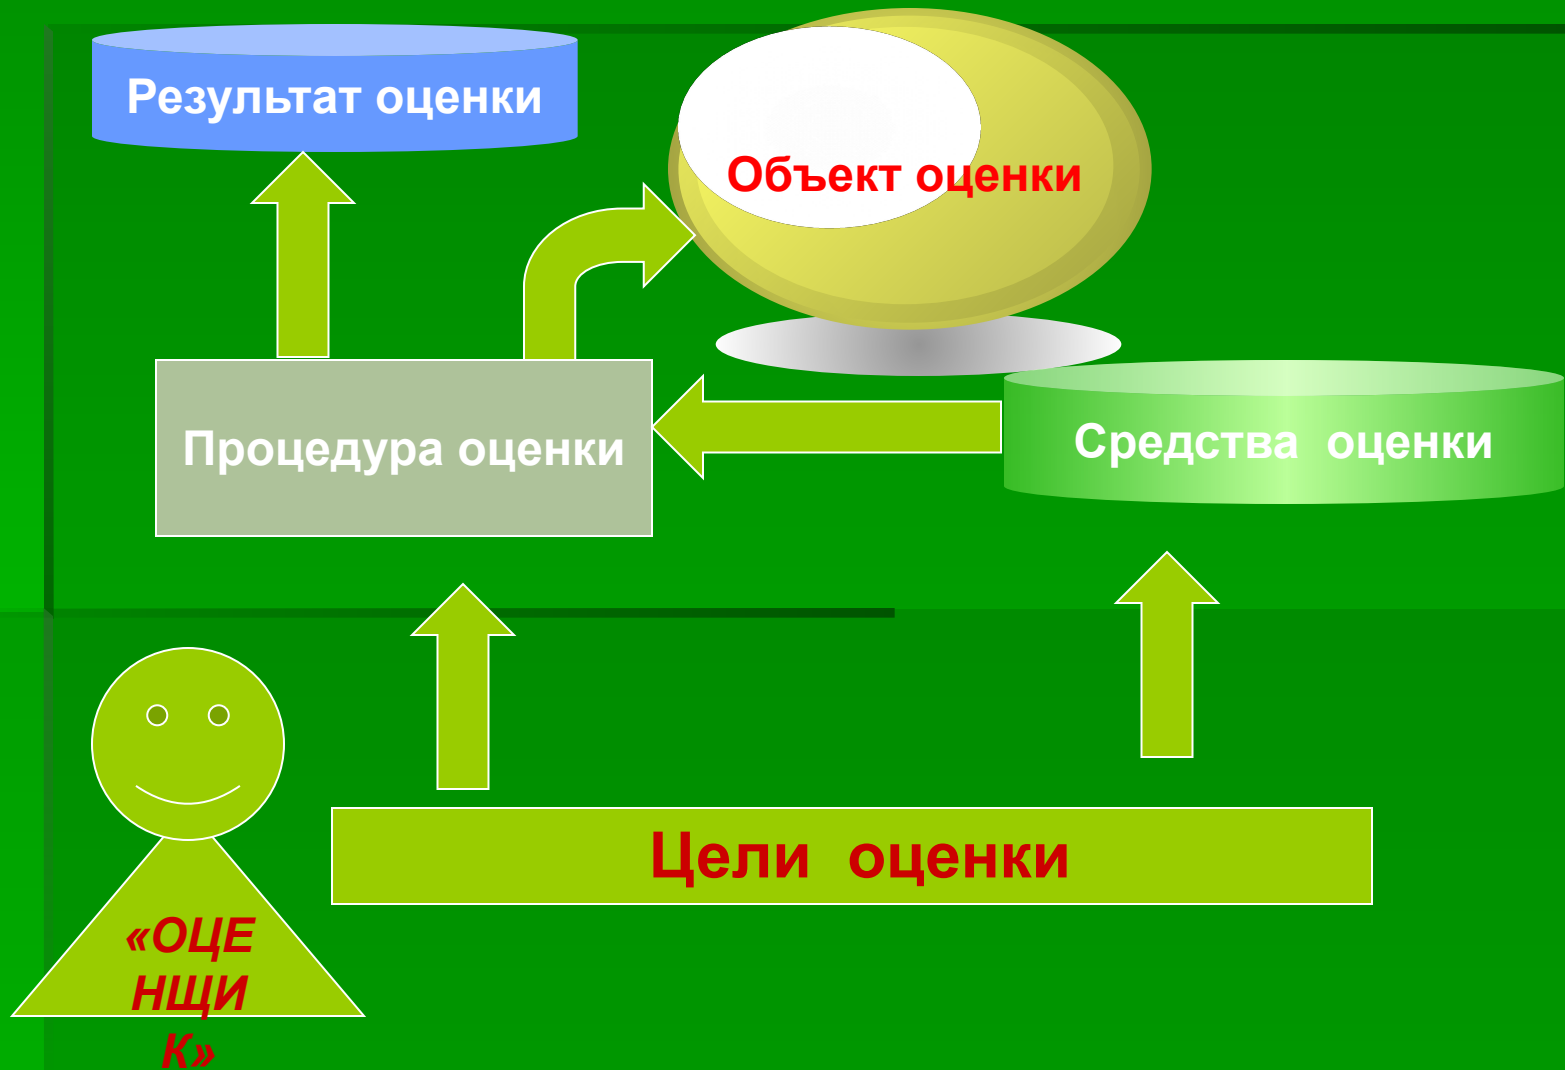 Результат оценки
Объект оценки
Процедура оценки
Средства  оценки
Цели  оценки
«ОЦЕ
НЩИ
К»